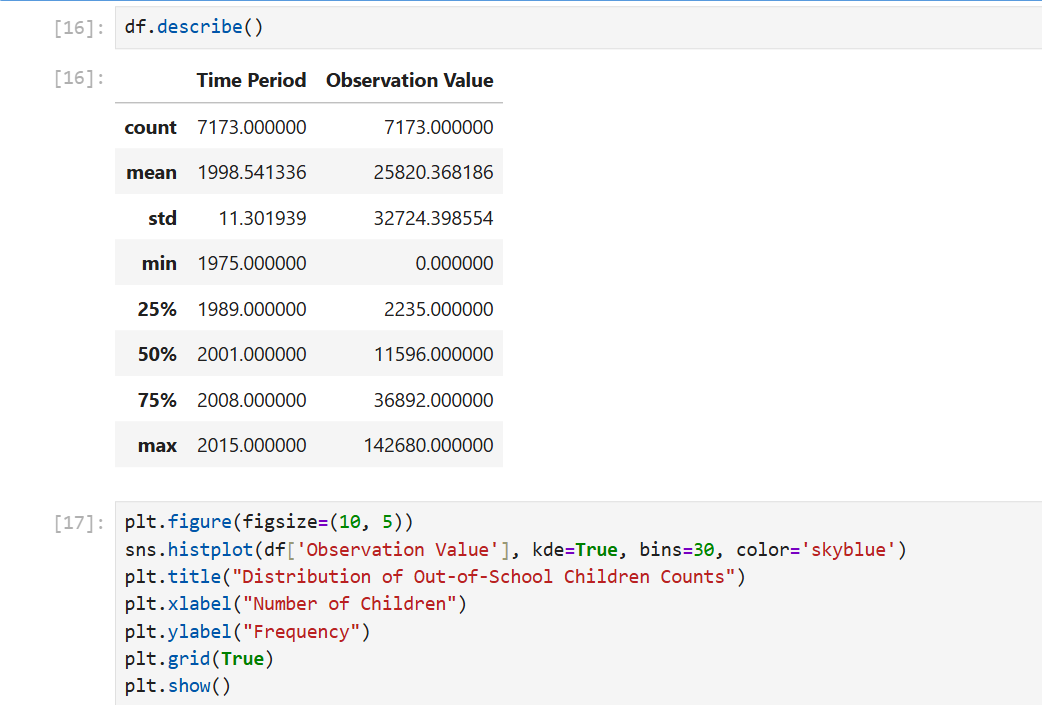 [16]: df.describe()
[16]: Time Period Observation Value
count 7173.000000 7173.000000
mean 1998.541336 25820.368186
std 11.301939 32724.398554
min 1975.000000 0.000000
25% 1989.000000 2235.000000
50% 2001.000000 11596.000000
75% 2008.000000 36892.000000
max 2015.000000 142680.000000
[17]: plt.figure(figsize=(10, 5))
sns.histplot(df['Observation Value'], kde=True, bins=30, color='skyblue')
plt.title("Distribution of Out-of-School Children Counts")
plt.xlabel("Number of Children")
plt.ylabel("Frequency")
plt.grid(True)
plt.show()